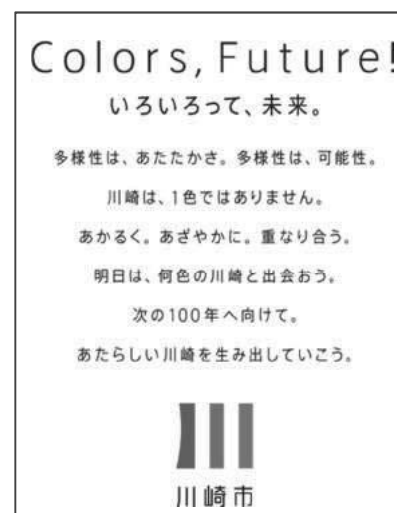 Colors, Future!
いろいろって、未来。
多様性は、あたたかさ。多様性は、可能性。
川崎は、1色ではありません。
あかるく。あざやかに。重なり合う。
明日は、何色の川崎と出会おう。
次の100年へ向けて。
あたらしい川崎を生み出していこう。
川崎市